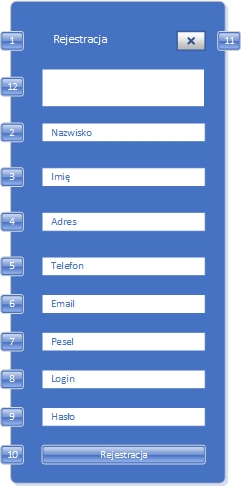 1 Rejestracja 11
12
2 Nazwisko
3 Imię
4 Adres
5 Telefon
6 Email
7 Pesel
8 Login
9 Hasło
10 Rejestracja